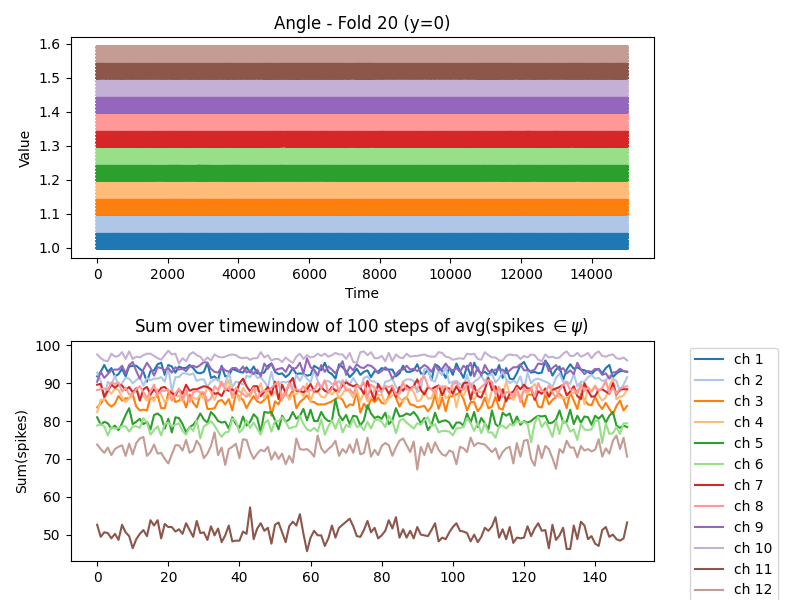 Angle - Fold 20 (y=0)
1.6
1.5
1.4
1.3
1.2
1.1
1.0
Value
0 2000 4000 6000 8000 10000 12000 14000
Time
Sum over timewindow of 100 steps of avg(spikes ∈ ψ)
100
90
80
70
60
50
Sum(spikes)
0 20 40 60 80 100 120 140
ch 1
ch 2
ch 3
ch 4
ch 5
ch 6
ch 7
ch 8
ch 9
ch 10
ch 11
ch 12